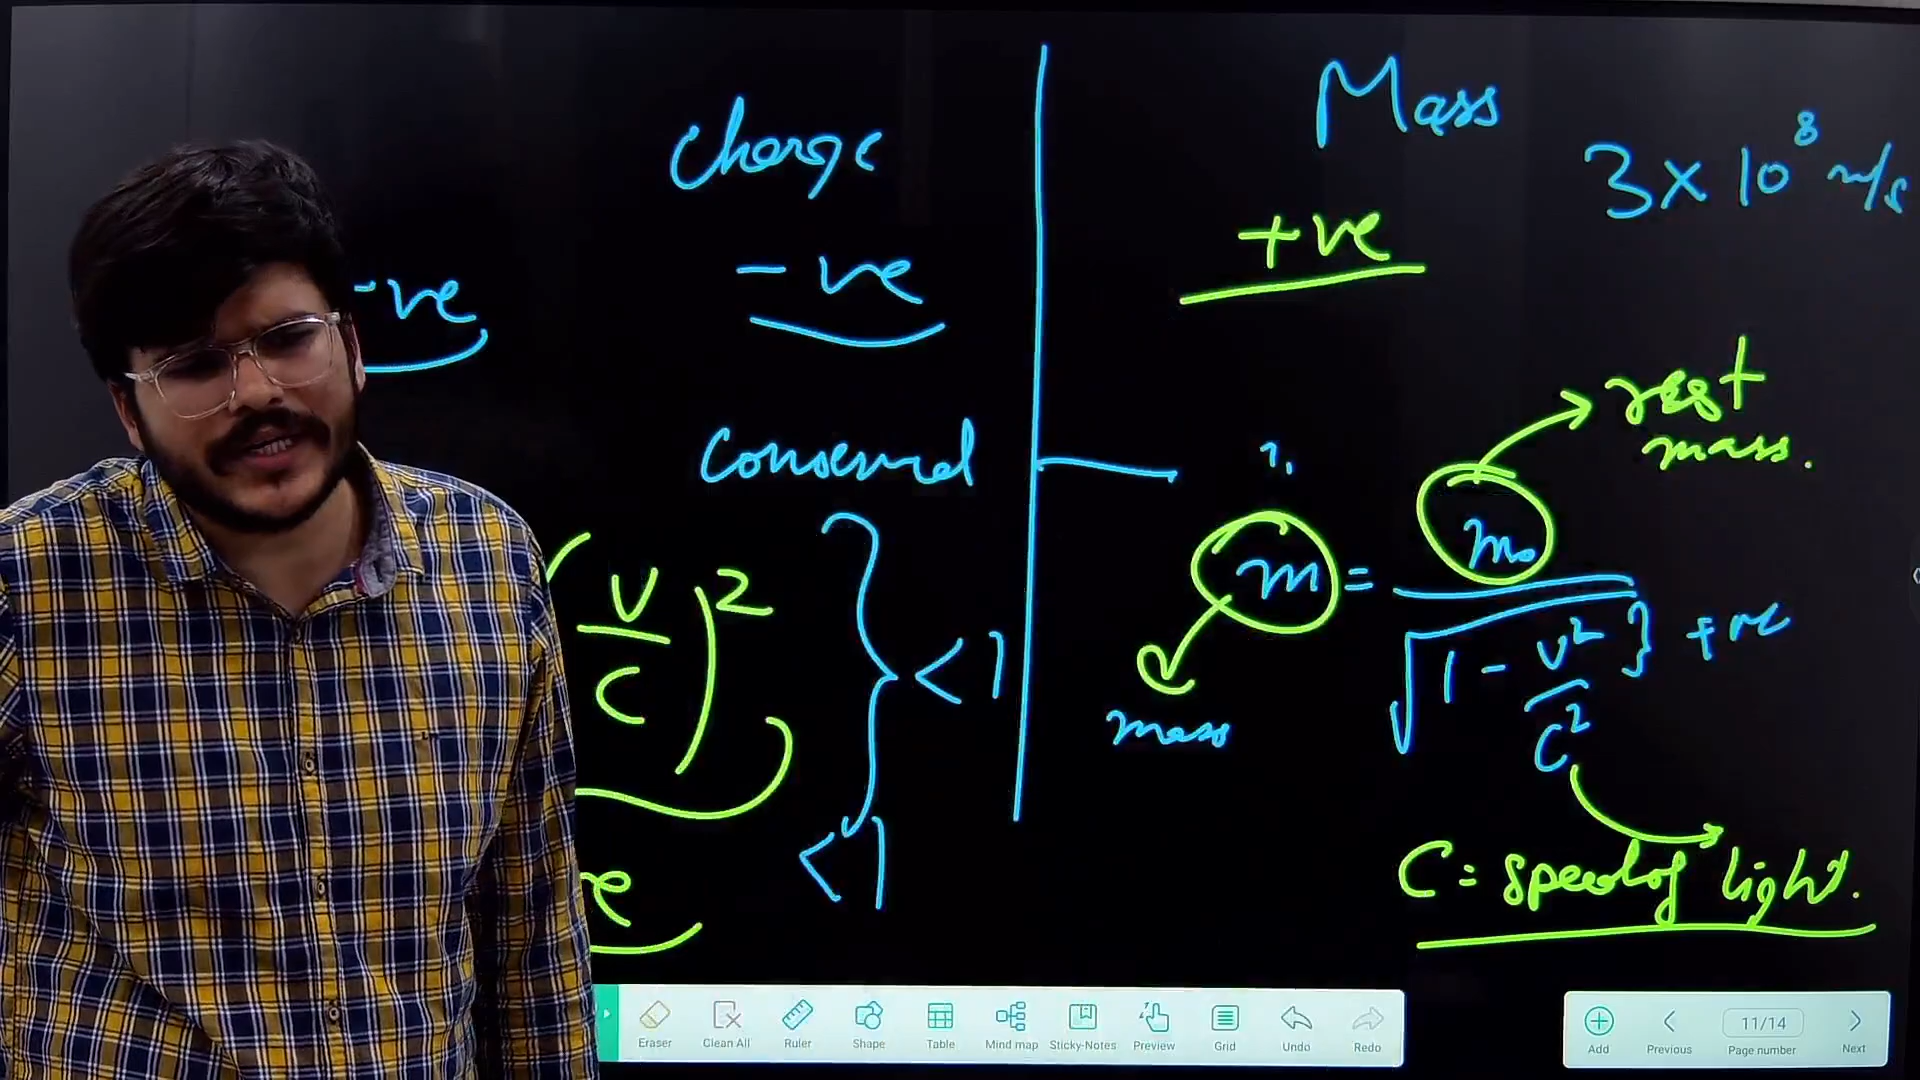 Charge
-ve
-ve
Conserved
(v/c)²
<1
<1
ve
Mass
3 × 10⁸ m/s
+ve
rest
mass.
m = m₀ / √1 - v²/c² } +ve
mass
C = speed of light.
Eraser
Clean All
Ruler
Shape
Table
Mind map
Sticky-Notes
Preview
Grid
Undo
Redo
Add
Previous
11/14
Page number
Next